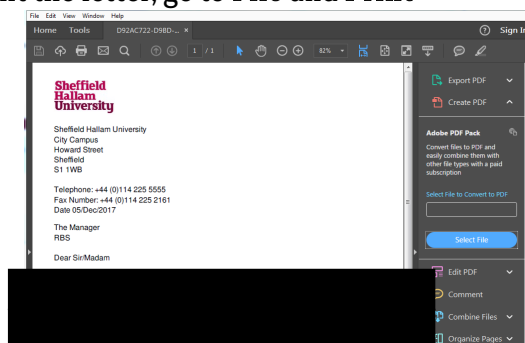 nt the letter, go to File and Print
File Edit View Window Help
Home Tools D92AC722-D9BD-... × Sign In
1 / 1 82%
Sheffield
Hallam
University
Sheffield Hallam University
City Campus
Howard Street
Sheffield
S1 1WB
Telephone: +44 (0)114 225 5555
Fax Number: +44 (0)114 225 2161
Date 05/Dec/2017
The Manager
RBS
Dear Sir/Madam
Export PDF
Create PDF
Adobe PDF Pack
Convert files to PDF and
easily combine them with
other file types with a paid
subscription
Select File to Convert to PDF
Select File
Edit PDF
Comment
Combine Files
Organize Pages